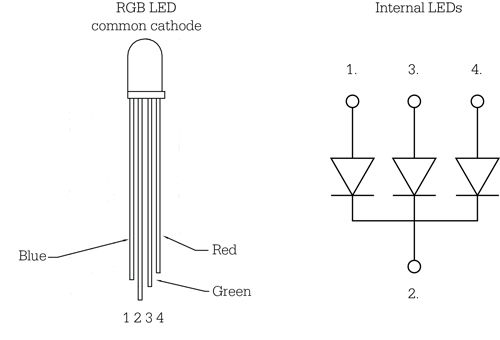 RGB LED
common cathode
Internal LEDs
1.
3.
4.
Blue
Red
Green
2.
1 2 3 4